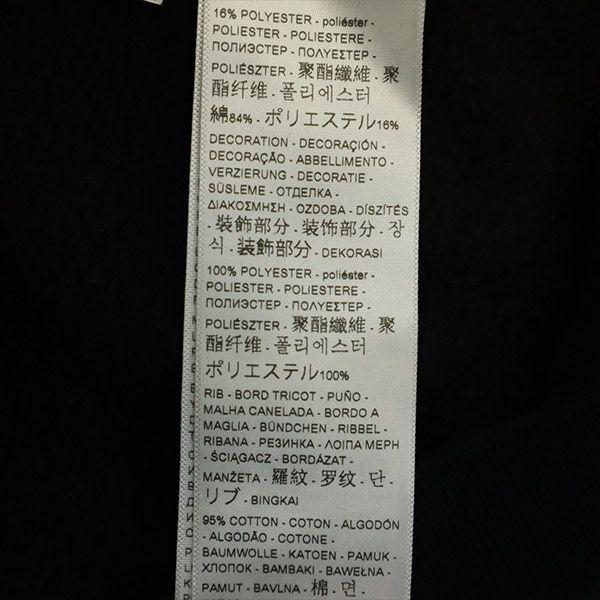 16% POLYESTER - poliéster -
POLIESTER - POLIESTERE -
ПОЛИЭСТЕР - ΠΟΛΥΕΣΤΕΡ -
POLIÉSZTER - 聚酯纖維 - 聚
酯纤维 - 폴리에스터
綿84% - ポリエステル16%
DECORATION - DECORACIÓN -
DECORAÇÃO - ABBELLIMENTO -
VERZIERUNG - DECORATIE -
SÜSLEME - ОТДЕЛКА -
ΔΙΑΚΟΣΜΗΣΗ - OZDOBA - DÍSZÍTÉS
- 装飾部分 - 装饰部分 - 장
식 - 装飾部分 - DEKORASI
100% POLYESTER - poliéster -
POLIESTER - POLIESTERE -
ПОЛИЭСТЕР - ΠΟΛΥΕΣΤΕΡ -
POLIÉSZTER - 聚酯纖維 - 聚
酯纤维 - 폴리에스터
ポリエステル100%
RIB - BORD TRICOT - PUÑO -
MALHA CANELADA - BORDO A
MAGLIA - BÜNDCHEN - RIBBEL -
RIBANA - РЕЗИНКА - ΛΟΙΠΑ ΜΕΡΗ
- ŚCIĄGACZ - BORDÁZAT -
MANŽETA - 羅紋 - 罗纹 - 단 -
リブ - BINGKAI
95% COTTON - COTON - ALGODÓN
- ALGODÃO - COTONE -
BAUMWOLLE - KATOEN - PAMUK -
ХЛОПОК - BAMBAKI - BAWEŁNA -
PAMUT - BAVLNA - 棉 - 면 -